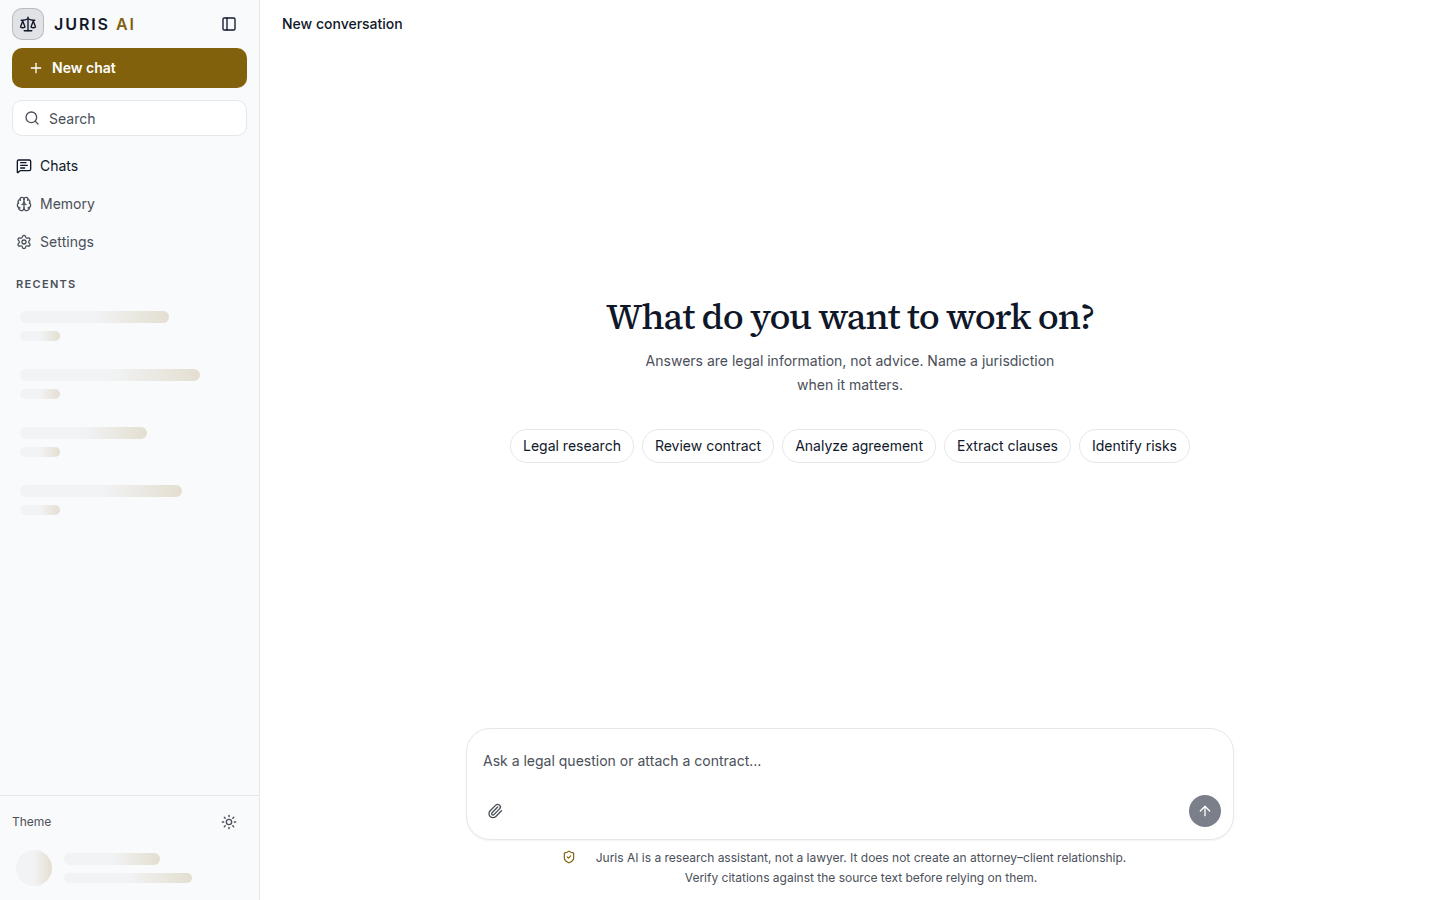 JURIS AI
New chat
Search
Chats
Memory
Settings
RECENTS
Theme
New conversation
What do you want to work on?
Answers are legal information, not advice. Name a jurisdiction
when it matters.
Legal research
Review contract
Analyze agreement
Extract clauses
Identify risks
Ask a legal question or attach a contract...
Juris AI is a research assistant, not a lawyer. It does not create an attorney–client relationship.
Verify citations against the source text before relying on them.